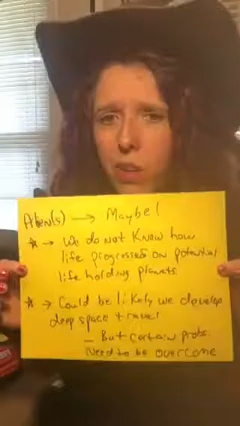 Alien(s) → Maybe!
* → We do not know how
life progressed on potential
life holding planets
* → Could be likely we develop
deep space travel
— But certain probs.
need to be overcome